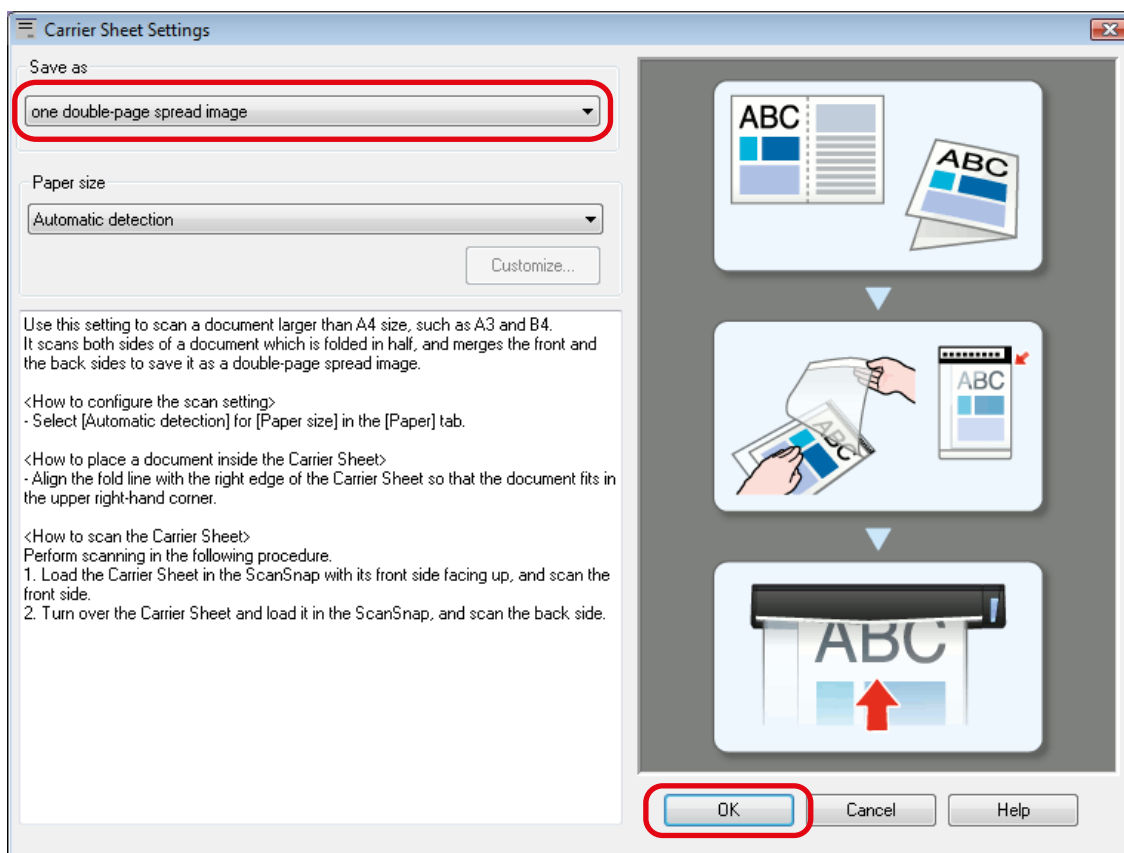 Carrier Sheet Settings
Save as
one double-page spread image
Paper size
Automatic detection
Customize...
Use this setting to scan a document larger than A4 size, such as A3 and B4.
It scans both sides of a document which is folded in half, and merges the front and
the back sides to save it as a double-page spread image.
<How to configure the scan setting>
- Select [Automatic detection] for [Paper size] in the [Paper] tab.
<How to place a document inside the Carrier Sheet>
- Align the fold line with the right edge of the Carrier Sheet so that the document fits in
the upper right-hand corner.
<How to scan the Carrier Sheet>
Perform scanning in the following procedure.
1. Load the Carrier Sheet in the ScanSnap with its front side facing up, and scan the
front side.
2. Turn over the Carrier Sheet and load it in the ScanSnap, and scan the back side.
ABC
ABC
ABC
ABC
ABC
OK
Cancel
Help